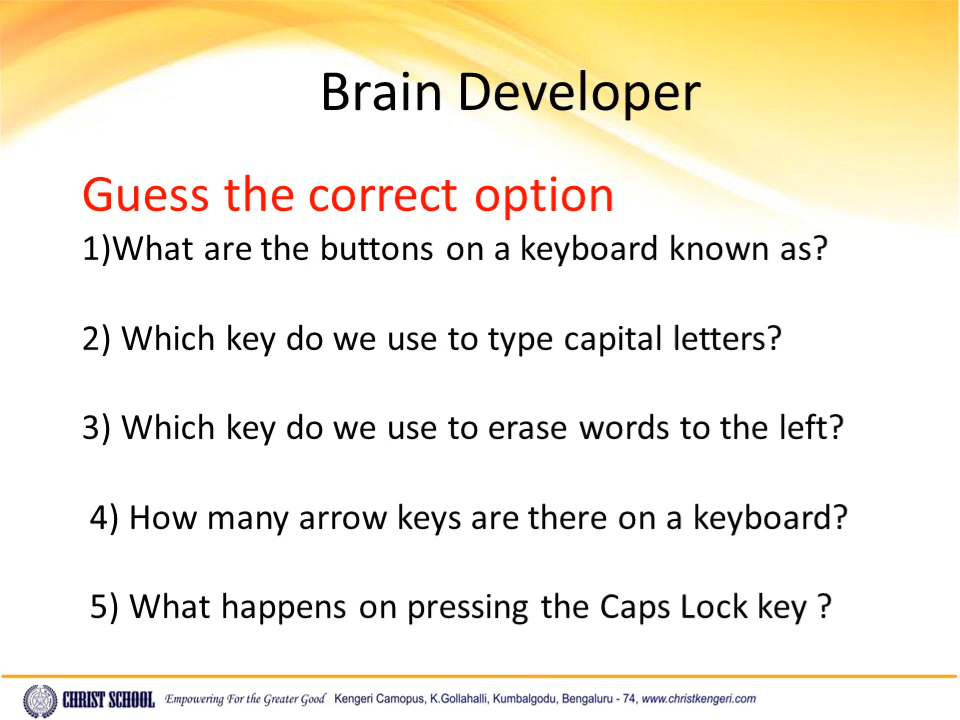 Brain Developer
Guess the correct option
1)What are the buttons on a keyboard known as?
2) Which key do we use to type capital letters?
3) Which key do we use to erase words to the left?
4) How many arrow keys are there on a keyboard?
5) What happens on pressing the Caps Lock key ?
CHRIST SCHOOL Empowering For the Greater Good Kengeri Camopus, K.Gollahalli, Kumbalgodu, Bengaluru - 74, www.christkengeri.com